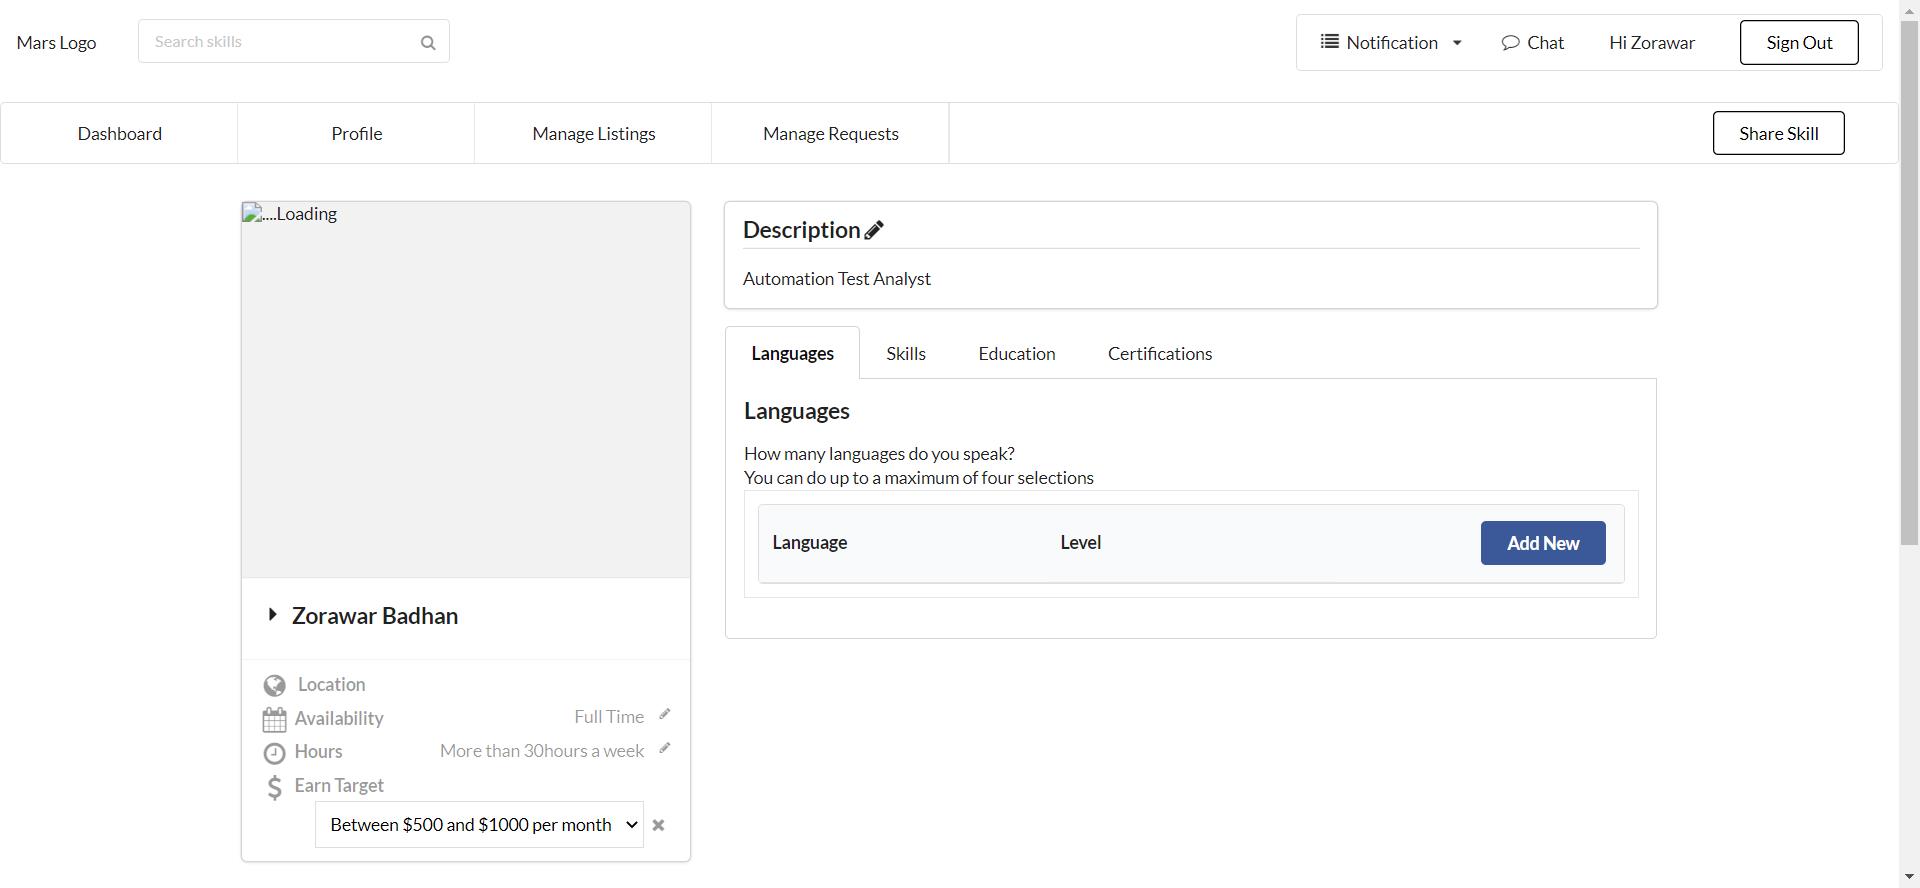 Mars Logo
Search skills
Notification
Chat
Hi Zorawar
Sign Out
Dashboard
Profile
Manage Listings
Manage Requests
Share Skill
....Loading
Zorawar Badhan
Location
Availability
Full Time
Hours
More than 30hours a week
Earn Target
Between $500 and $1000 per month
Description
Automation Test Analyst
Languages
Skills
Education
Certifications
Languages
How many languages do you speak?
You can do up to a maximum of four selections
Language
Level
Add New